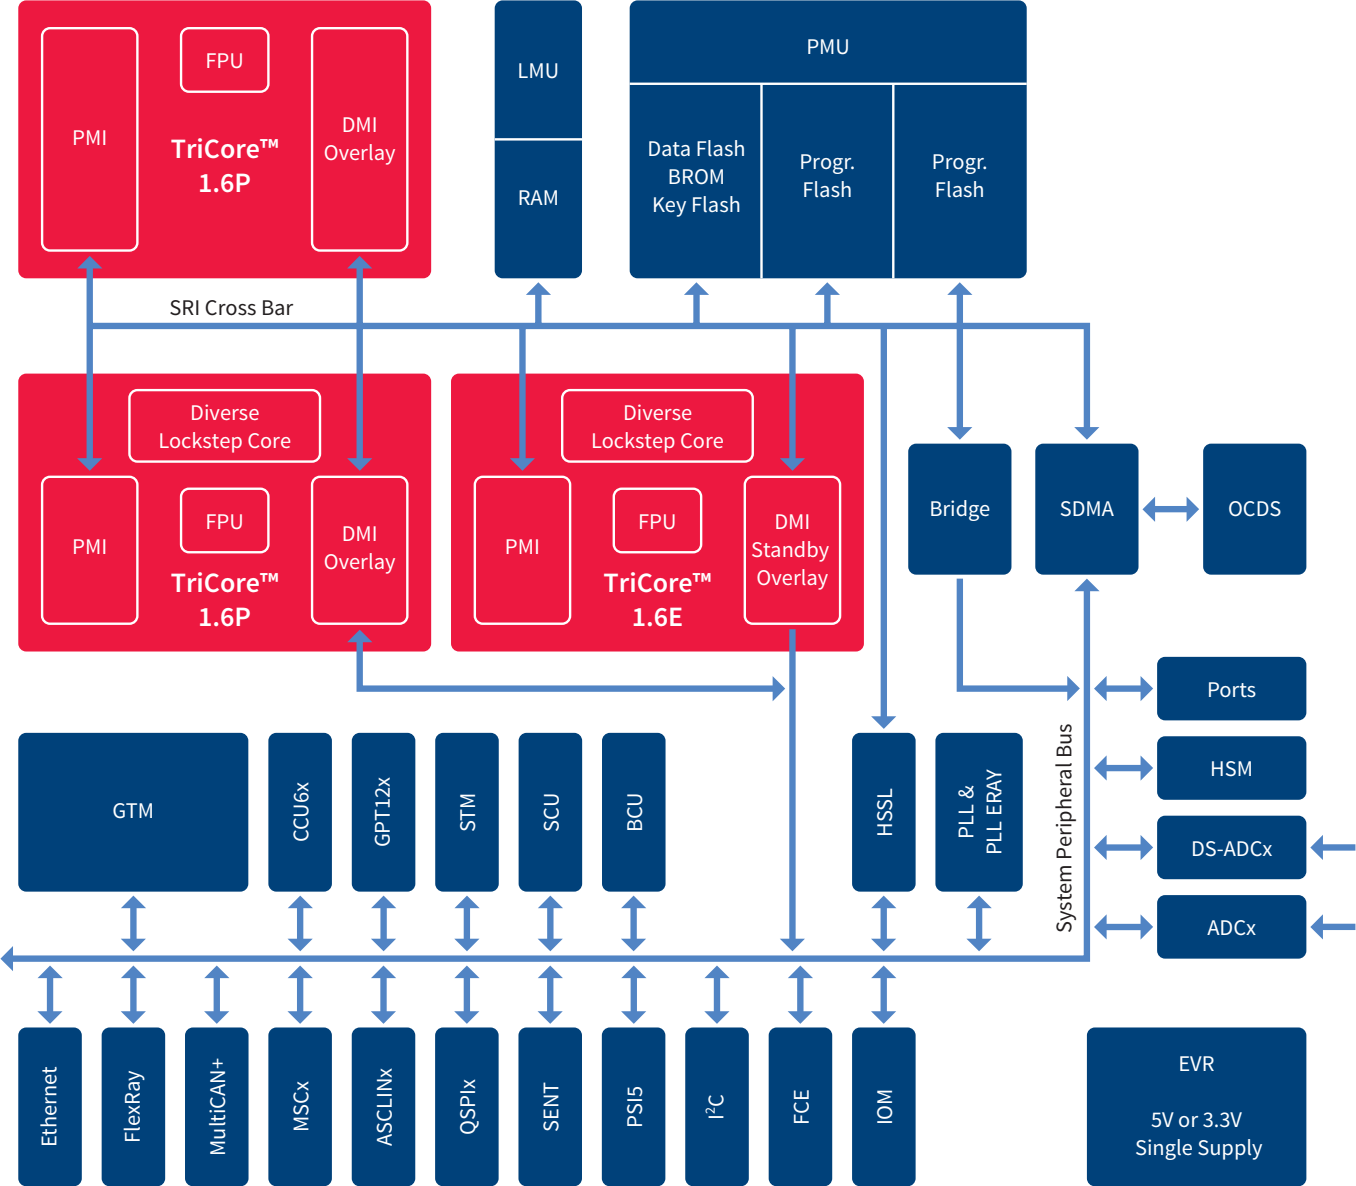 PMI
FPU
TriCore™
1.6P
DMI
Overlay
LMU
RAM
PMU
Data Flash
BROM
Key Flash
Progr.
Flash
Progr.
Flash
SRI Cross Bar
Diverse
Lockstep Core
PMI
FPU
TriCore™
1.6P
DMI
Overlay
Diverse
Lockstep Core
PMI
FPU
TriCore™
1.6E
DMI
Standby
Overlay
Bridge
SDMA
OCDS
Ports
HSM
DS-ADCx
ADCx
System Peripheral Bus
GTM
CCU6x
GPT12x
STM
SCU
BCU
HSSL
PLL &
PLL ERAY
Ethernet
FlexRay
MultiCAN+
MSCx
ASCLINx
QSPIx
SENT
PSI5
I²C
FCE
IOM
EVR
5V or 3.3V
Single Supply